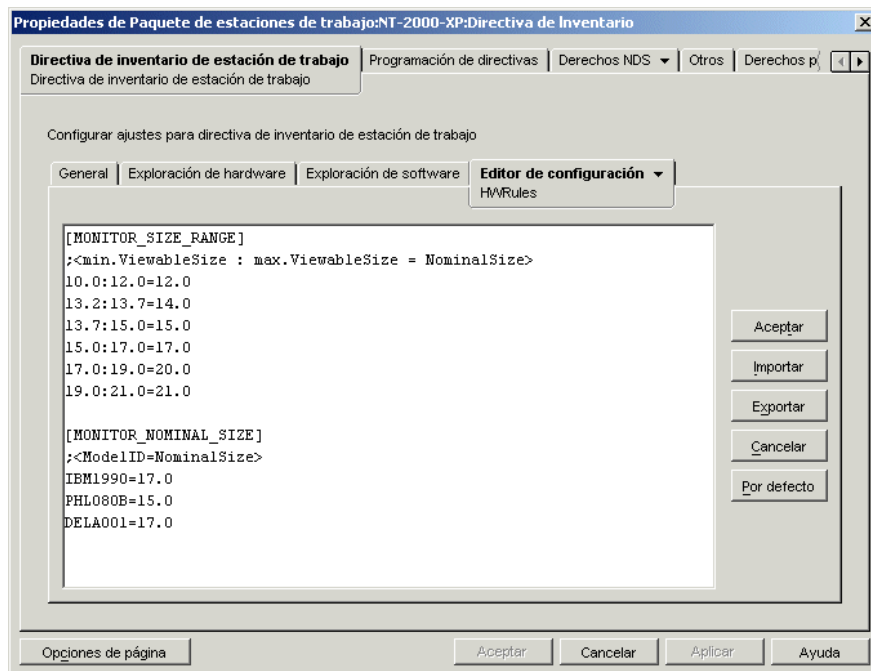 Propiedades de Paquete de estaciones de trabajo:NT-2000-XP:Directiva de Inventario
Directiva de inventario de estación de trabajo
Programación de directivas
Derechos NDS
Otros
Derechos p
Directiva de inventario de estación de trabajo
Configurar ajustes para directiva de inventario de estación de trabajo
General
Exploración de hardware
Exploración de software
Editor de configuración
HWRules
[MONITOR_SIZE_RANGE]
;<min.ViewableSize : max.ViewableSize = NominalSize>
10.0:12.0=12.0
13.2:13.7=14.0
13.7:15.0=15.0
15.0:17.0=17.0
17.0:19.0=20.0
19.0:21.0=21.0
[MONITOR_NOMINAL_SIZE]
;<ModelID=NominalSize>
IBM1990=17.0
PHL080B=15.0
DELA001=17.0
Aceptar
Importar
Exportar
Cancelar
Por defecto
Opciones de página
Aceptar
Cancelar
Aplicar
Ayuda